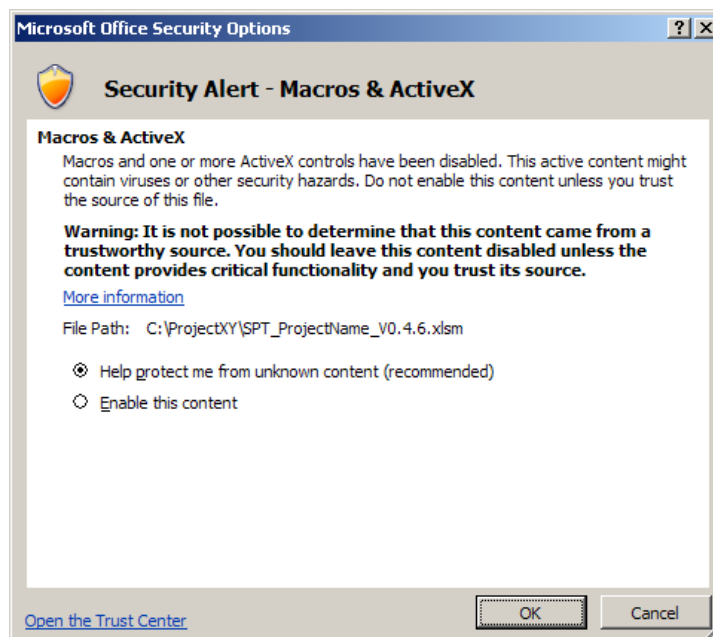 Microsoft Office Security Options
Security Alert - Macros & ActiveX
Macros & ActiveX
Macros and one or more ActiveX controls have been disabled. This active content might
contain viruses or other security hazards. Do not enable this content unless you trust
the source of this file.
Warning: It is not possible to determine that this content came from a
trustworthy source. You should leave this content disabled unless the
content provides critical functionality and you trust its source.
More information
File Path: C:\ProjectXY\SPT_ProjectName_V0.4.6.xlsm
Help protect me from unknown content (recommended)
Enable this content
Open the Trust Center
OK
Cancel